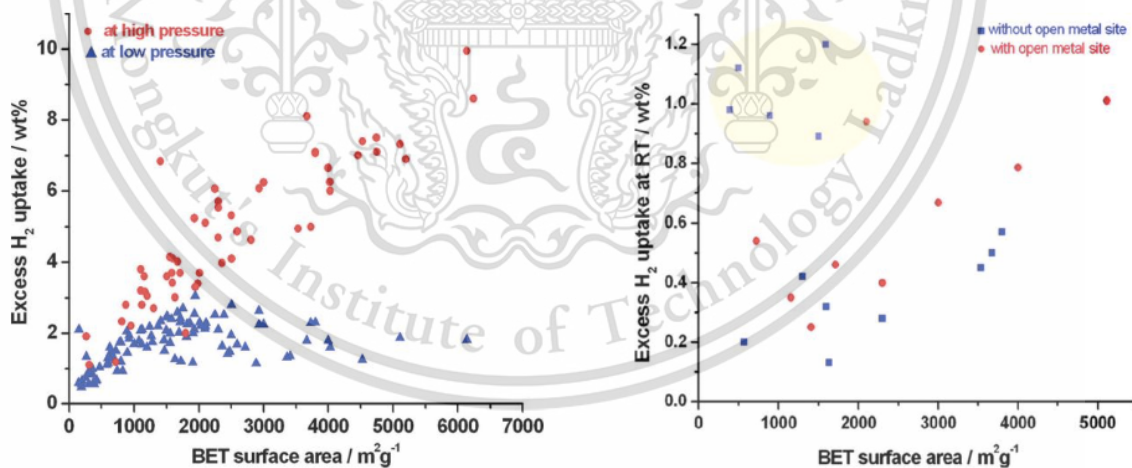 at high pressure
at low pressure
Excess H₂ uptake / wt%
10
8
6
4
2
0
0 1000 2000 3000 4000 5000 6000 7000
BET surface area / m²g⁻¹
without open metal site
with open metal site
Excess H₂ uptake at RT / wt%
1.2
1.0
0.8
0.6
0.4
0.2
0.0
0 1000 2000 3000 4000 5000
BET surface area / m²g⁻¹
ongkut's Institute of Technology Ladk